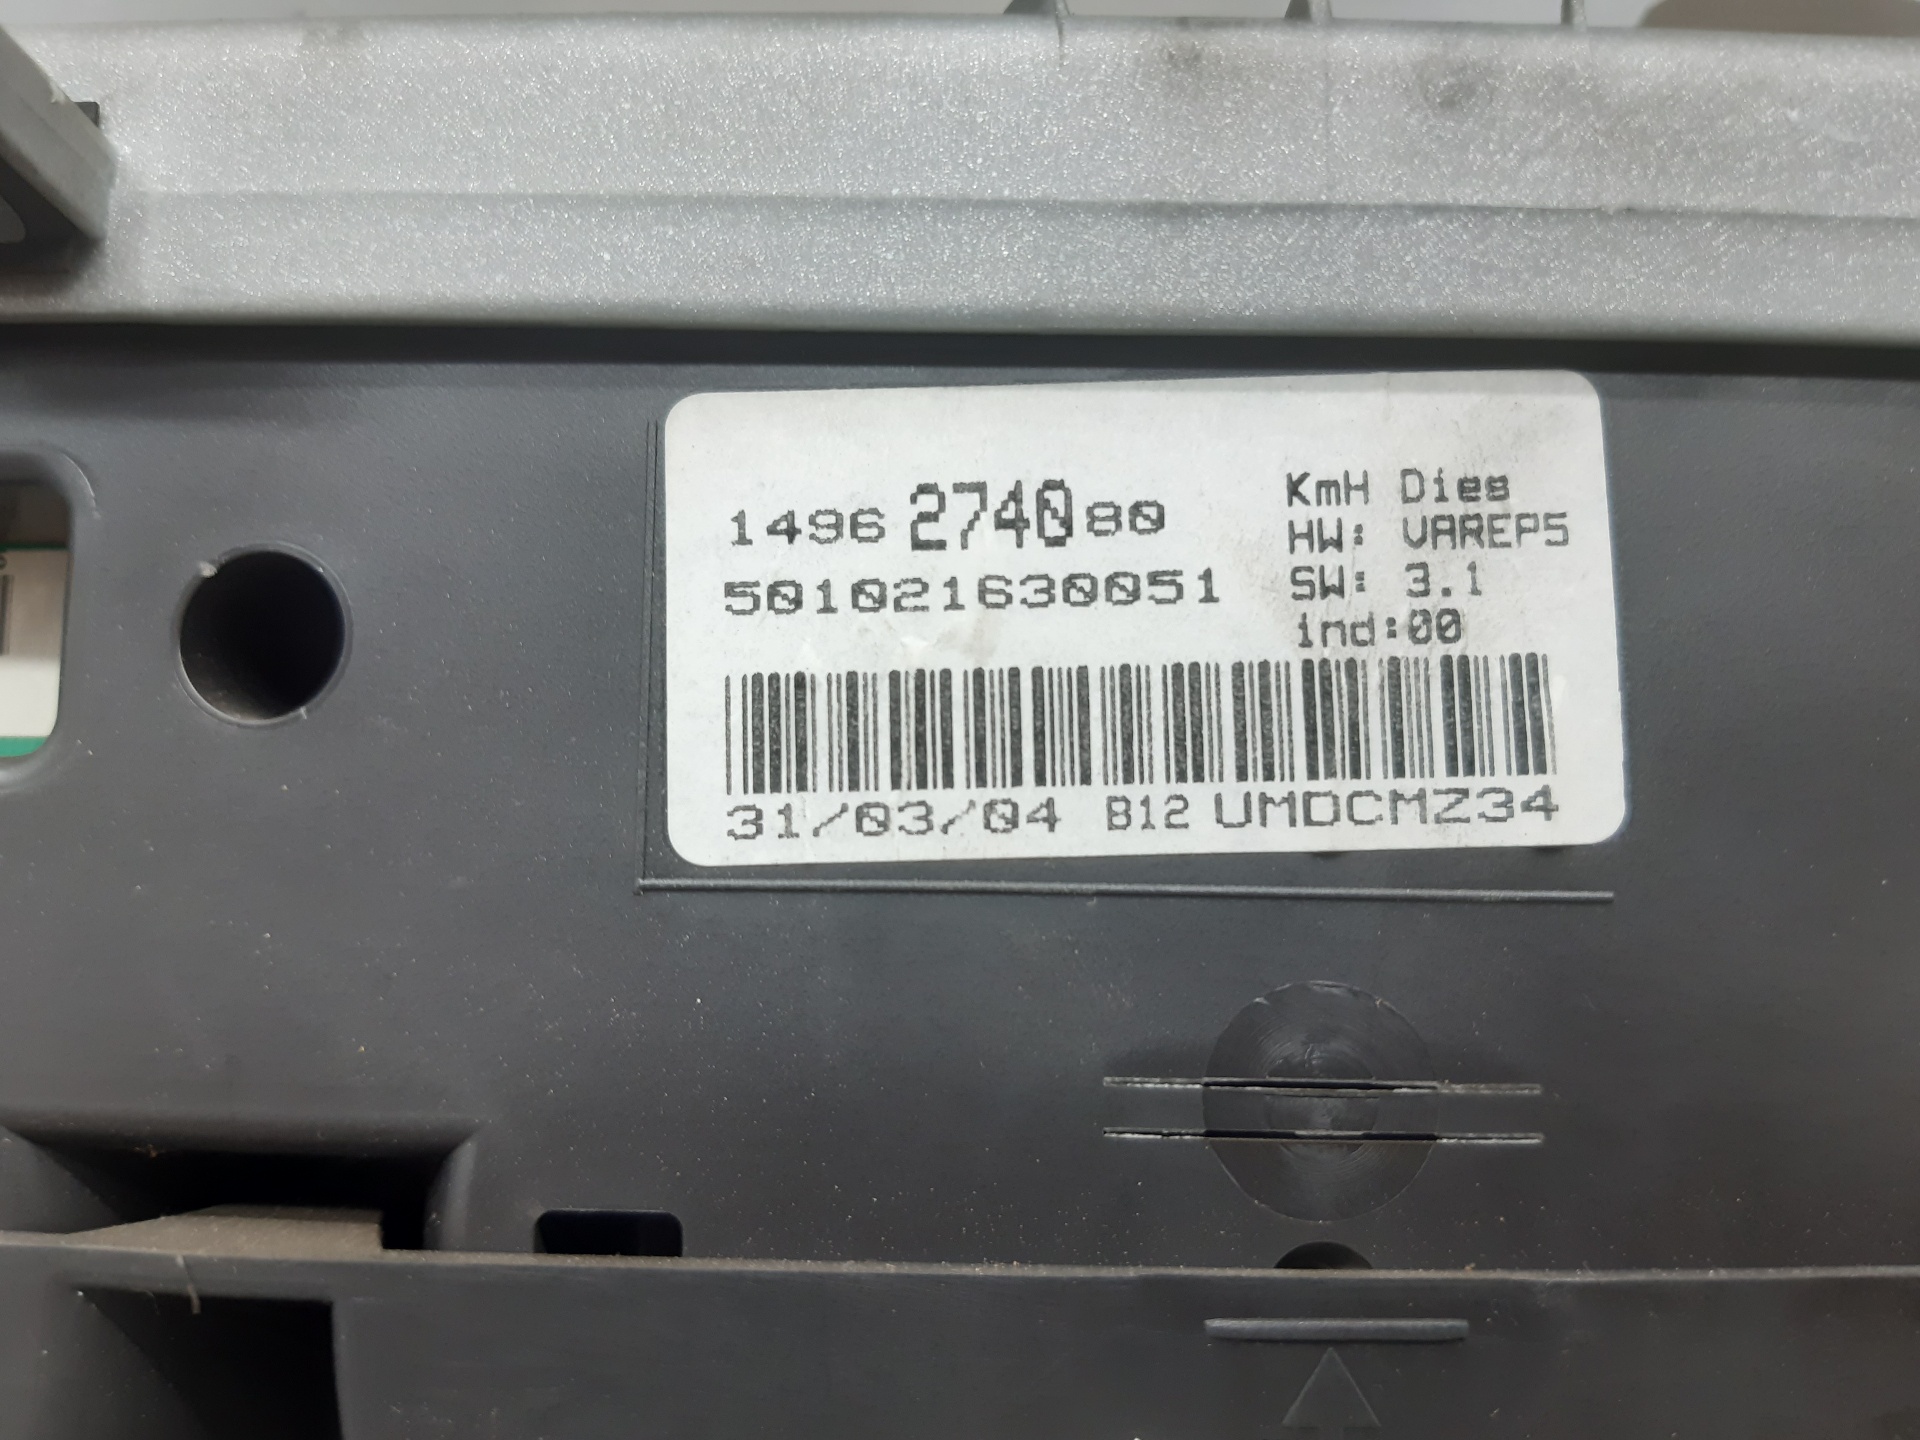 1496 2740 80
501021630051
KmH Dies
HW: VAREP5
SW: 3.1
ind:00
31/03/04 B12 UMDCMZ34